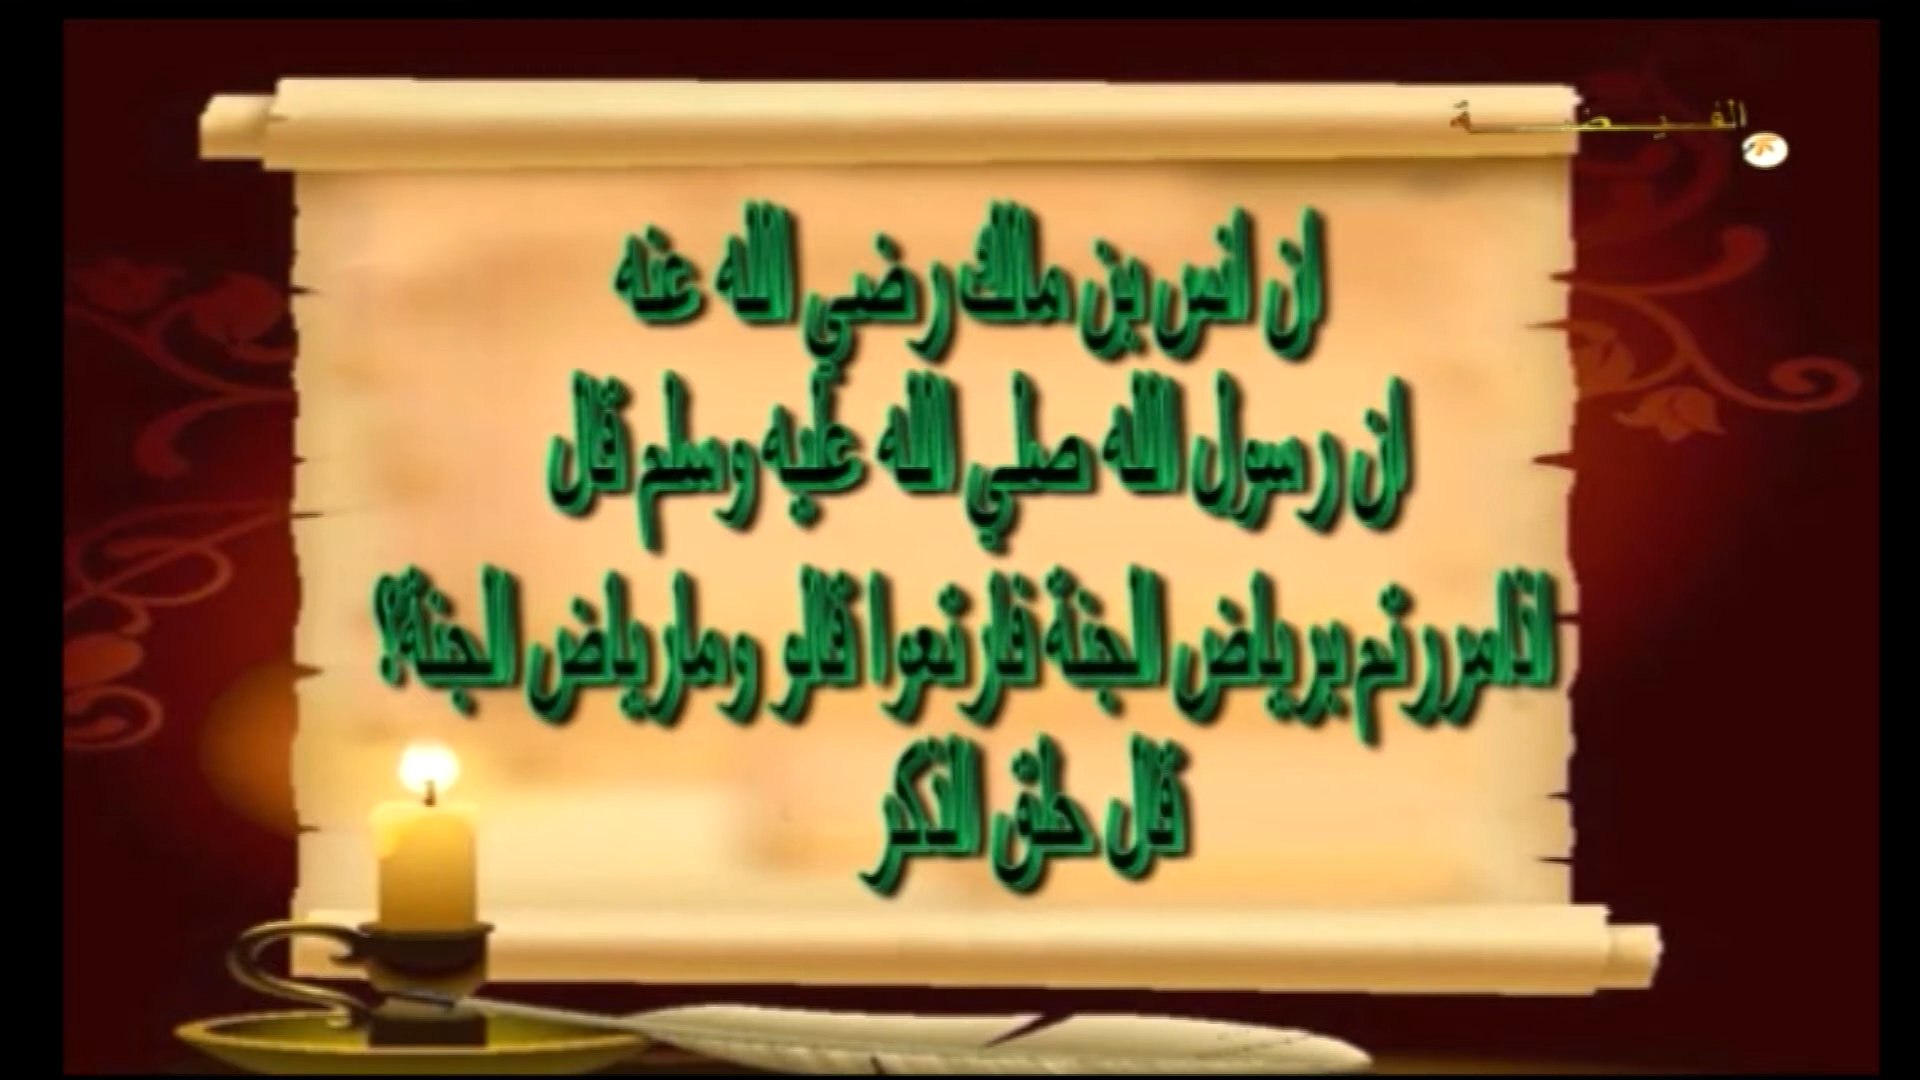 الفيضة
ان انس بن مالك رضي الله عنه
ان رسول الله صلي الله عليه وسلم قال
اذا مررتم برياض الجنة فارتعوا قالو وما رياض الجنة؟
قال حلق الذكر